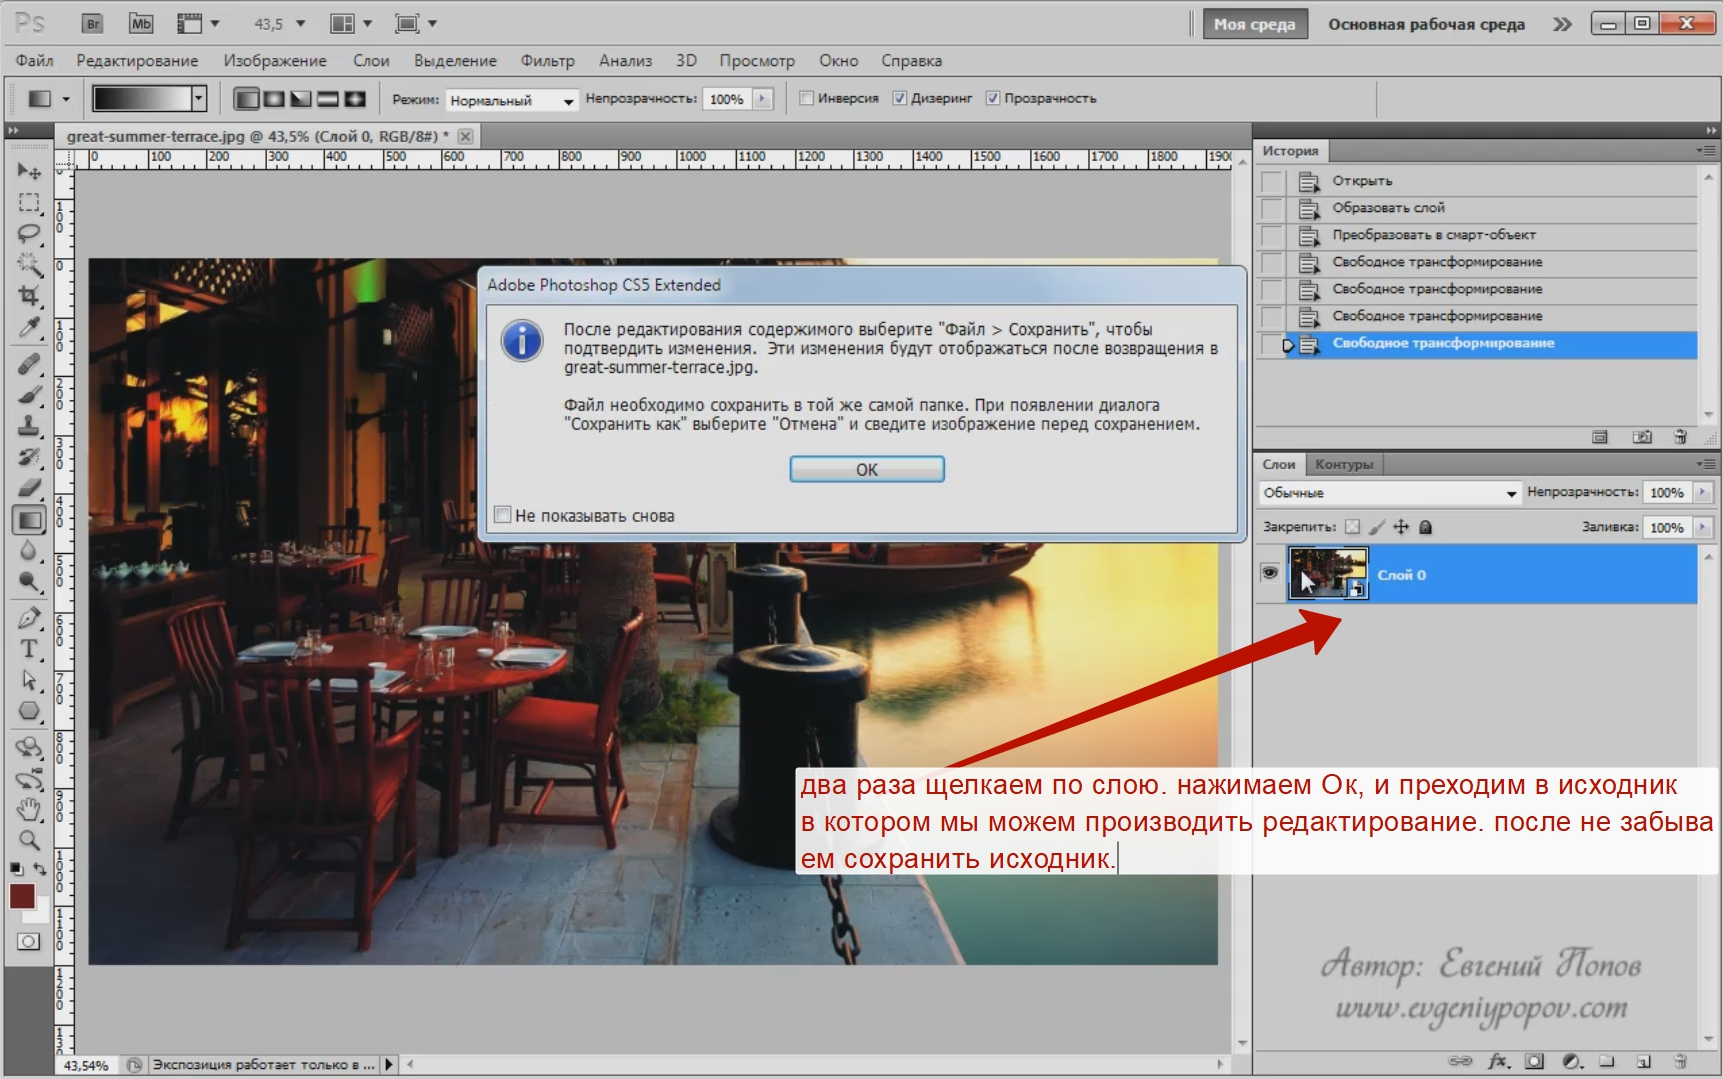 Ps Br Mb 43,5 Моя среда Основная рабочая среда
Файл Редактирование Изображение Слои Выделение Фильтр Анализ 3D Просмотр Окно Справка
Режим: Нормальный Непрозрачность: 100% Инверсия Дизеринг Прозрачность
great-summer-terrace.jpg @ 43,5% (Слой 0, RGB/8#) *
0 100 200 300 400 500 600 700 800 900 1000 1100 1200 1300 1400 1500 1600 1700 1800 1900
История
Открыть
Образовать слой
Преобразовать в смарт-объект
Свободное трансформирование
Свободное трансформирование
Свободное трансформирование
Свободное трансформирование
Adobe Photoshop CS5 Extended
После редактирования содержимого выберите "Файл > Сохранить", чтобы
подтвердить изменения. Эти изменения будут отображаться после возвращения в
great-summer-terrace.jpg.
Файл необходимо сохранить в той же самой папке. При появлении диалога
"Сохранить как" выберите "Отмена" и сведите изображение перед сохранением.
ОК
Не показывать снова
Слои Контуры
Обычные Непрозрачность: 100%
Закрепить: Заливка: 100%
Слой 0
два раза щелкаем по слою. нажимаем Ок, и преходим в исходник
в котором мы можем производить редактирование. после не забыва
ем сохранить исходник.
Автор: Евгений Попов
www.evgeniypopov.com
43,54% Экспозиция работает только в ...
fx